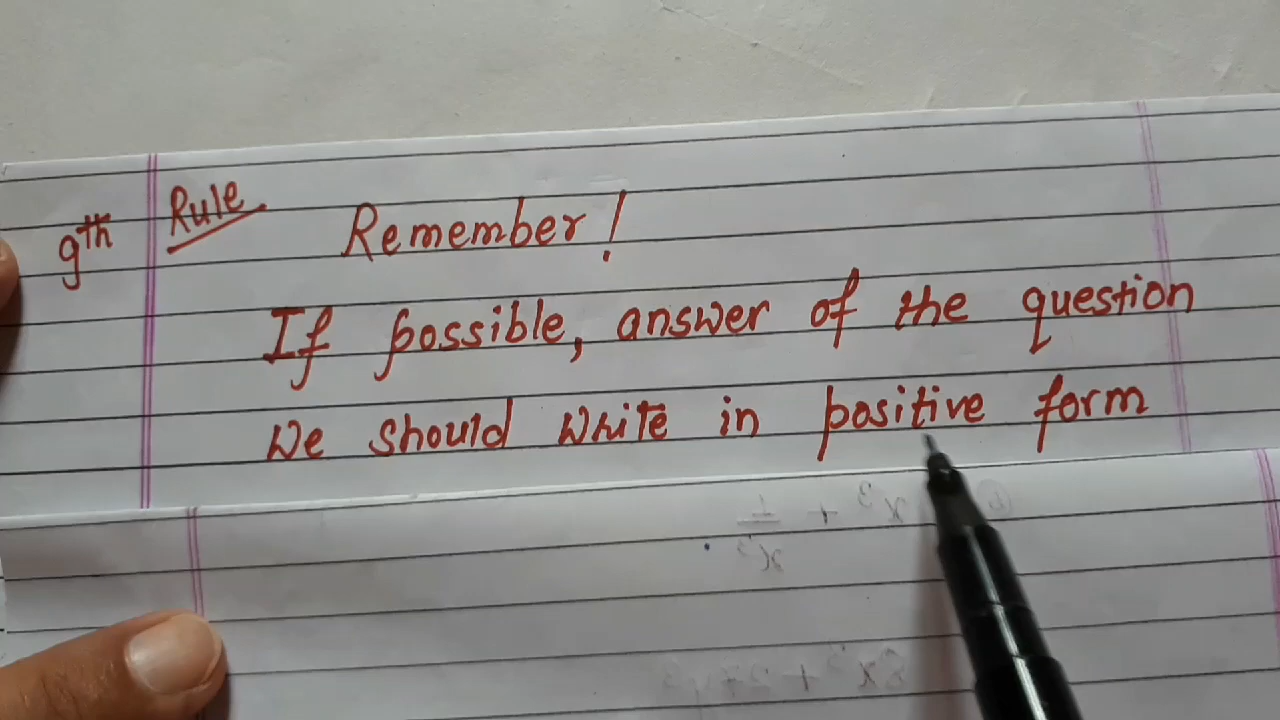 9th Rule Remember!
If possible, answer of the question
we should write in positive form